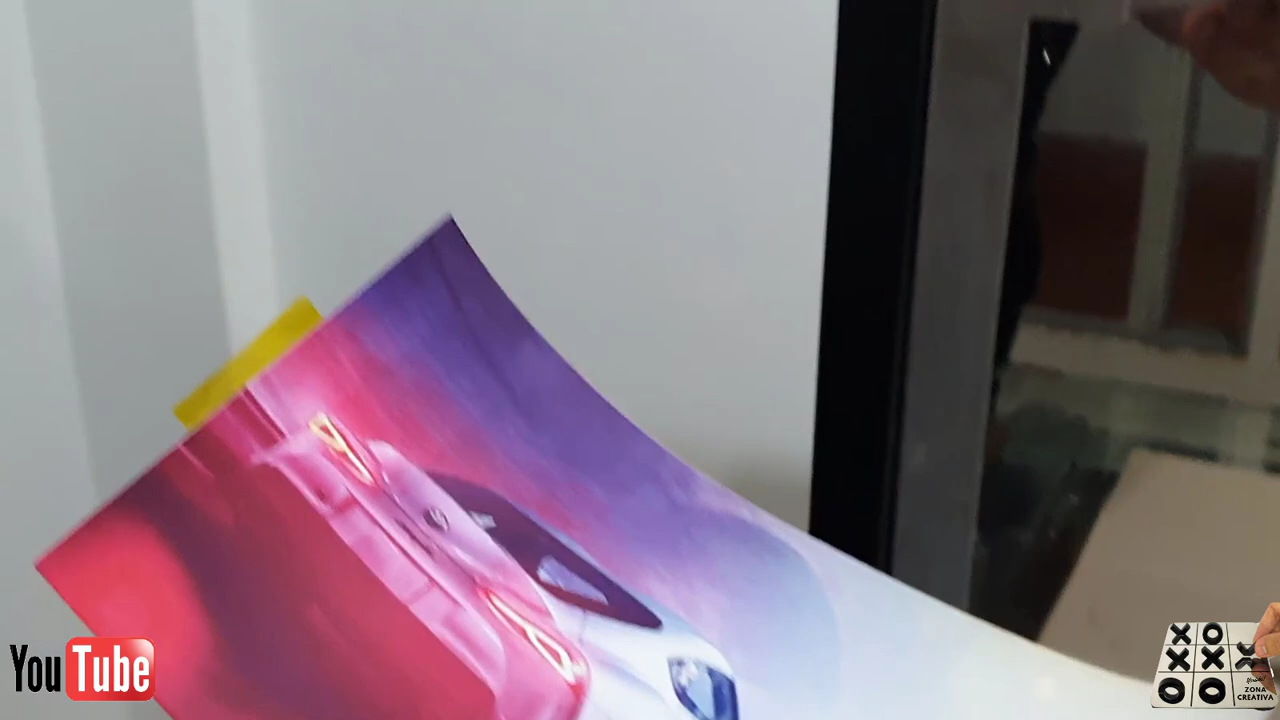 YouTube
X O
X X X
O O
ZONA
CREATIVA